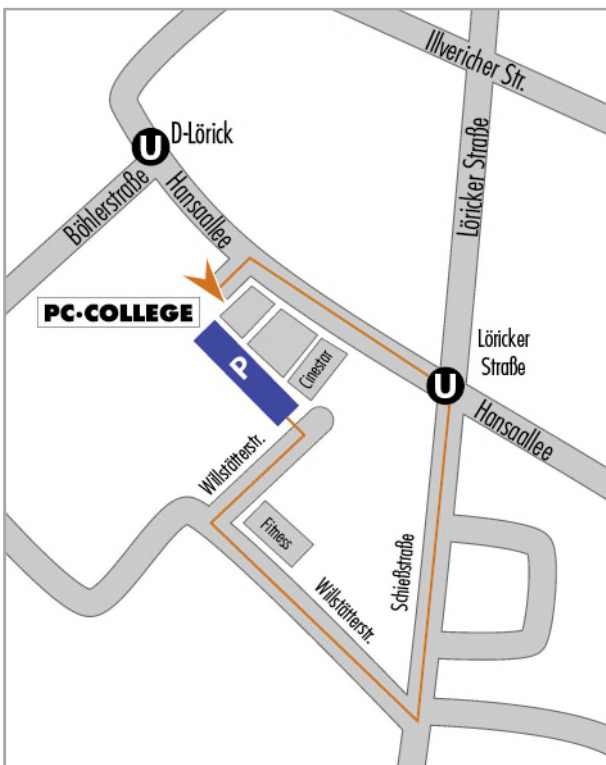 Illvericher Str.
Löricker Straße
U
D-Lörick
Böhlerstraße
Hansaallee
PC-COLLEGE
P
Cinestar
Löricker
Straße
U
Hansaallee
Willstätterstr.
Fitness
Willstätterstr.
Schießstraße